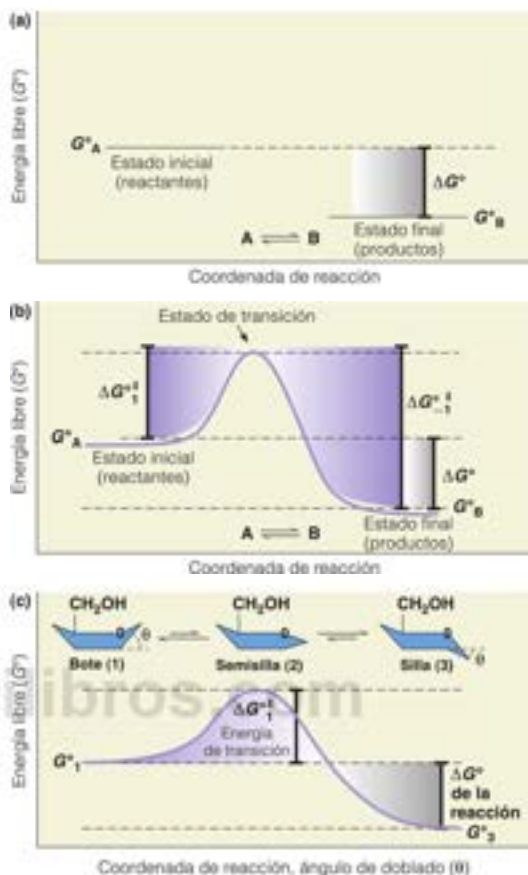 (a)
Energía libre (G°)
G°A
Estado inicial
(reactantes)
ΔG°
G°B
A ⇌ B
Estado final
(productos)
Coordenada de reacción
(b)
Estado de transición
Energía libre (G°)
ΔG°1‡
ΔG°-1‡
G°A
Estado inicial
(reactantes)
ΔG°
G°B
A ⇌ B
Estado final
(productos)
Coordenada de reacción
(c)
CH2OH CH2OH CH2OH
O θ O O θ
Bote (1) Semisilla (2) Silla (3)
libros.com
Energía libre (G°)
ΔG°1‡
Energía
de transición
G°1
ΔG°
de la
reacción
G°3
Coordenada de reacción, ángulo de doblado (θ)